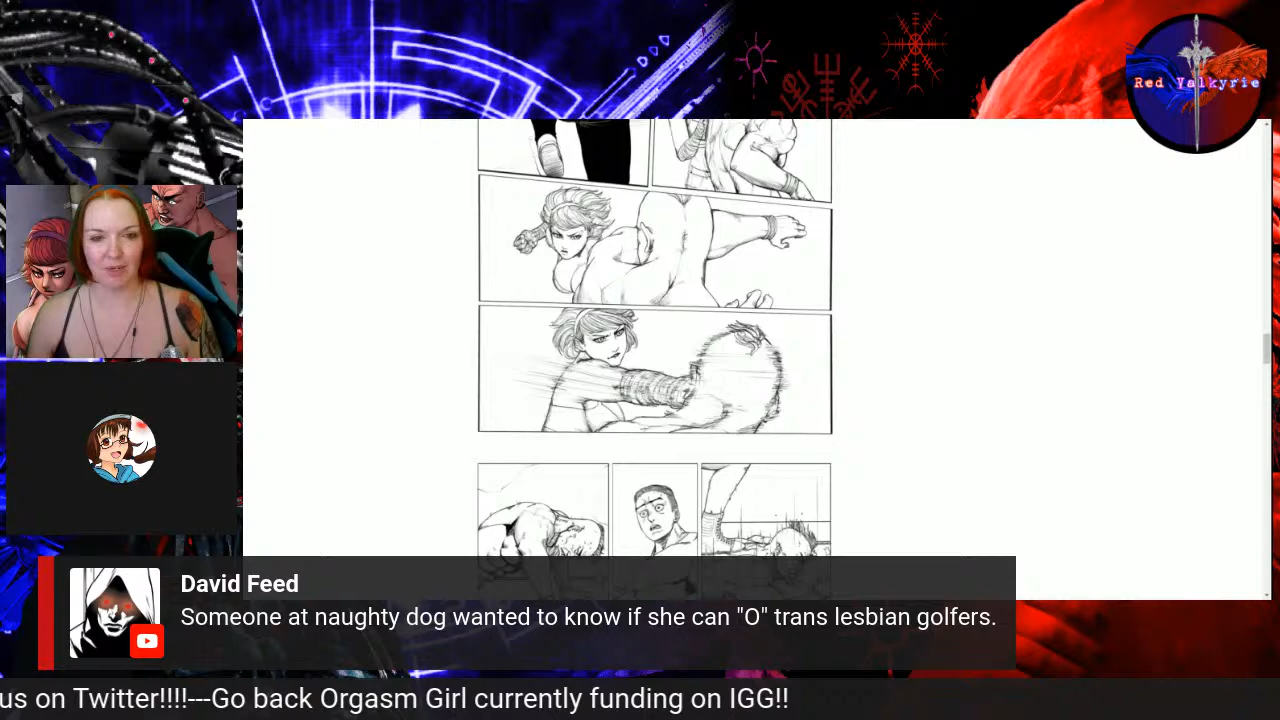 Red Valkyrie
David Feed
Someone at naughty dog wanted to know if she can "O" trans lesbian golfers.
us on Twitter!!!!---Go back Orgasm Girl currently funding on IGG!!